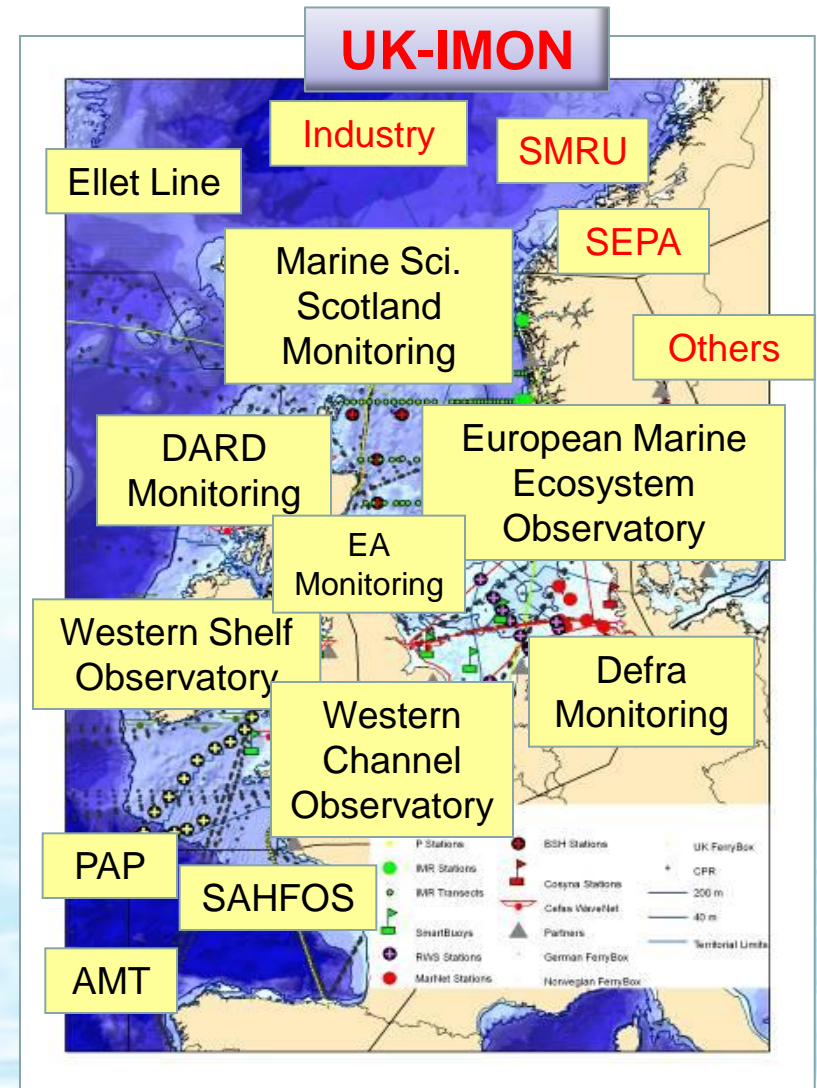 UK-IMON
Industry
SMRU
Ellet Line
SEPA
Marine Sci.
Scotland
Monitoring
Others
DARD
Monitoring
European Marine
Ecosystem
Observatory
EA
Monitoring
Western Shelf
Observatory
Defra
Monitoring
Western
Channel
Observatory
PAP
SAHFOS
AMT
P Stations
IMR Stations
IMR Transects
SmartBuoys
RWS Stations
MarNet Stations
BSH Stations
Cosyna Stations
Cefas WaveNet
Partners
German FerryBox
Norwegian FerryBox
UK FerryBox
CPR
200 m
40 m
Territorial Limits